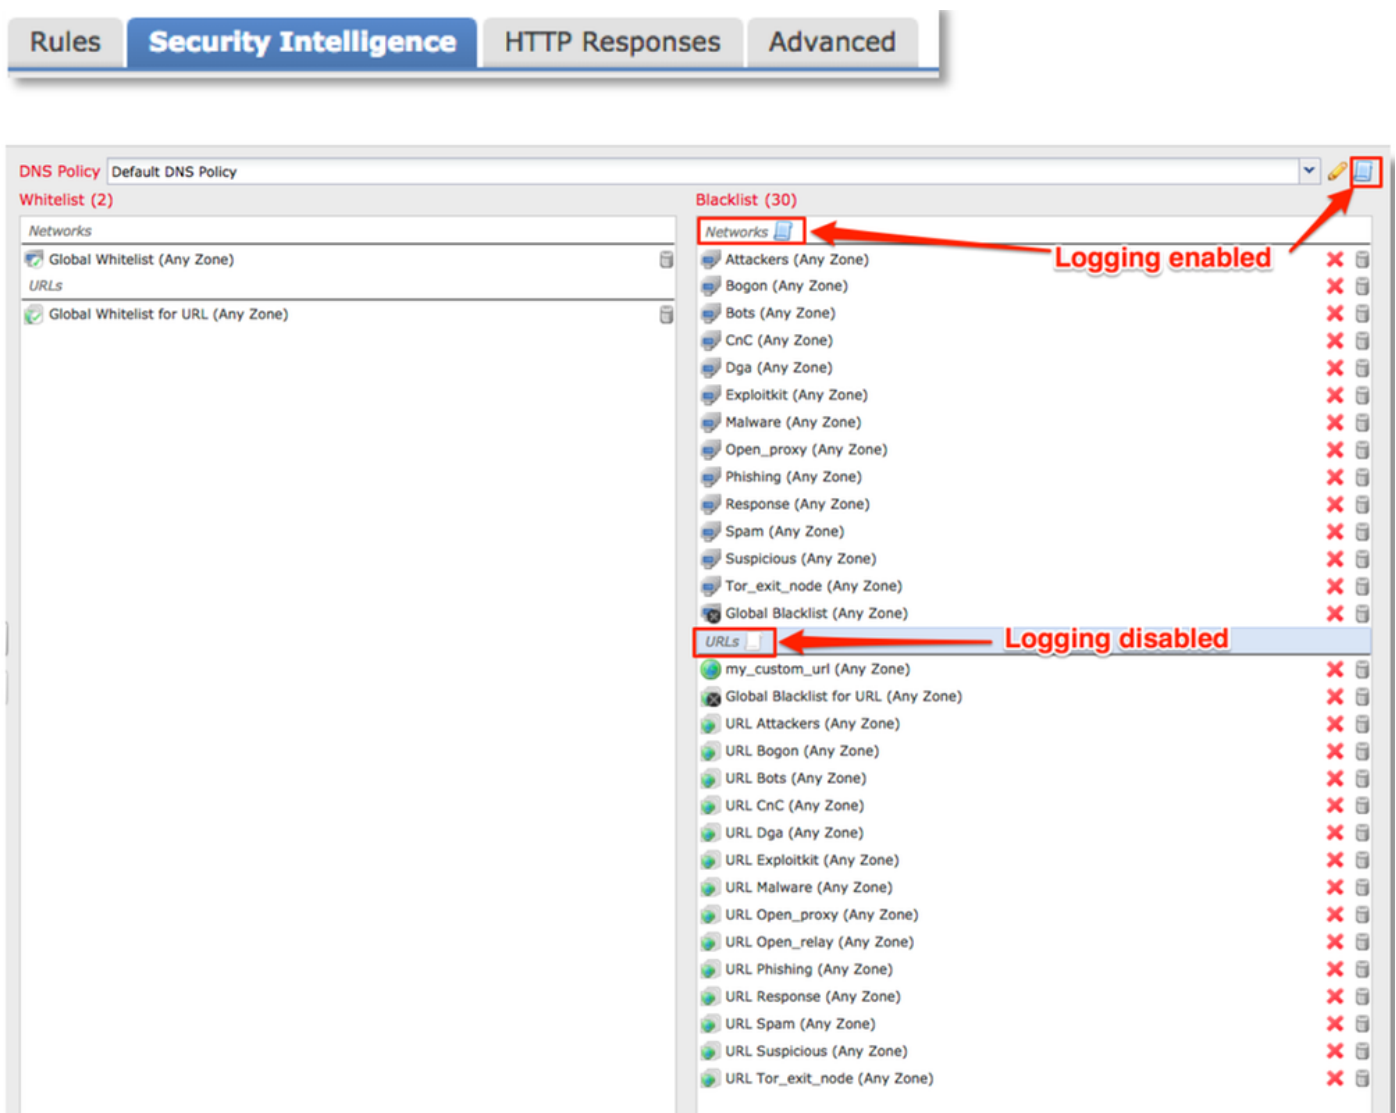 Rules Security Intelligence HTTP Responses Advanced
DNS Policy Default DNS Policy
Whitelist (2)
Networks
Global Whitelist (Any Zone)
URLs
Global Whitelist for URL (Any Zone)
Blacklist (30)
Networks
Logging enabled
Attackers (Any Zone)
Bogon (Any Zone)
Bots (Any Zone)
CnC (Any Zone)
Dga (Any Zone)
Exploitkit (Any Zone)
Malware (Any Zone)
Open_proxy (Any Zone)
Phishing (Any Zone)
Response (Any Zone)
Spam (Any Zone)
Suspicious (Any Zone)
Tor_exit_node (Any Zone)
Global Blacklist (Any Zone)
URLs
Logging disabled
my_custom_url (Any Zone)
Global Blacklist for URL (Any Zone)
URL Attackers (Any Zone)
URL Bogon (Any Zone)
URL Bots (Any Zone)
URL CnC (Any Zone)
URL Dga (Any Zone)
URL Exploitkit (Any Zone)
URL Malware (Any Zone)
URL Open_proxy (Any Zone)
URL Open_relay (Any Zone)
URL Phishing (Any Zone)
URL Response (Any Zone)
URL Spam (Any Zone)
URL Suspicious (Any Zone)
URL Tor_exit_node (Any Zone)